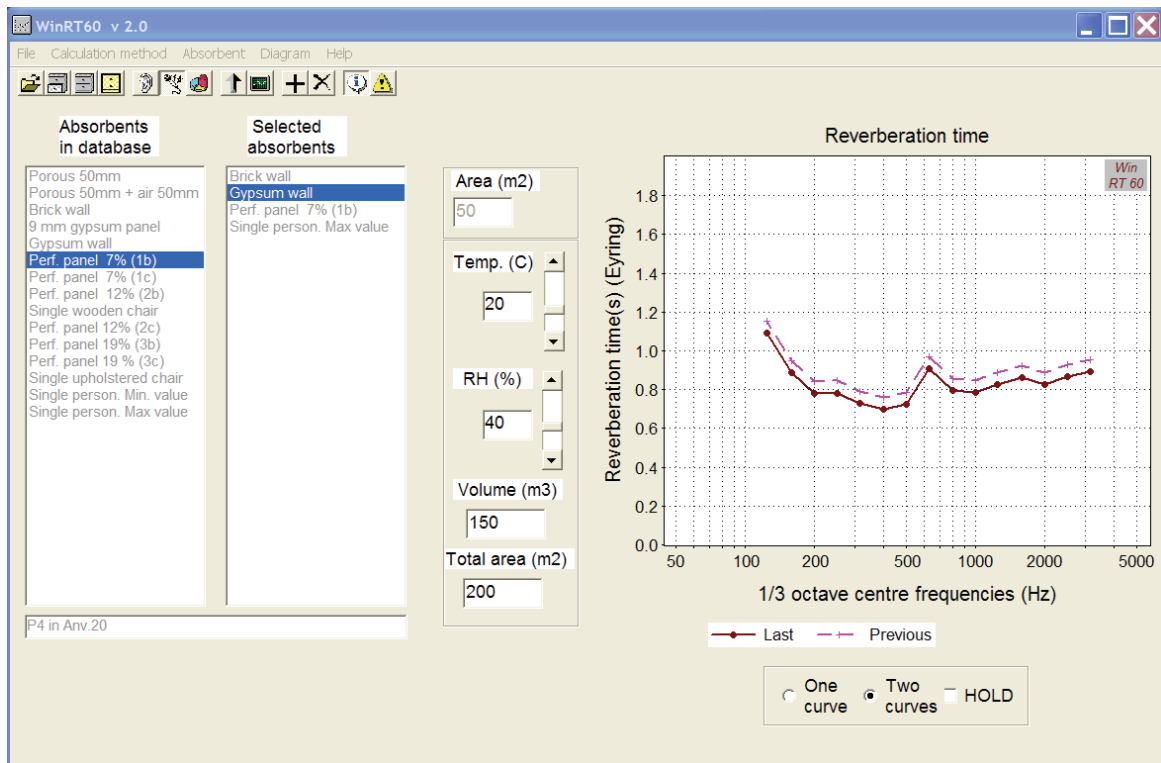 WinRT60 v 2.0
File Calculation method Absorbent Diagram Help
Absorbents
in database
Porous 50mm
Porous 50mm + air 50mm
Brick wall
9 mm gypsum panel
Gypsum wall
Perf. panel 7% (1b)
Perf. panel 7% (1c)
Perf. panel 12% (2b)
Single wooden chair
Perf. panel 12% (2c)
Perf. panel 19% (3b)
Perf. panel 19 % (3c)
Single upholstered chair
Single person. Min. value
Single person. Max value
P4 in Anv.20
Selected
absorbents
Brick wall
Gypsum wall
Perf. panel 7% (1b)
Single person. Max value
Area (m2)
50
Temp. (C)
20
RH (%)
40
Volume (m3)
150
Total area (m2)
200
Reverberation time
Win
RT 60
Reverberation time(s) (Eyring)
1.8
1.6
1.4
1.2
1.0
0.8
0.6
0.4
0.2
0.0
50 100 200 500 1000 2000 5000
1/3 octave centre frequencies (Hz)
Last Previous
One
curve
Two
curves
HOLD